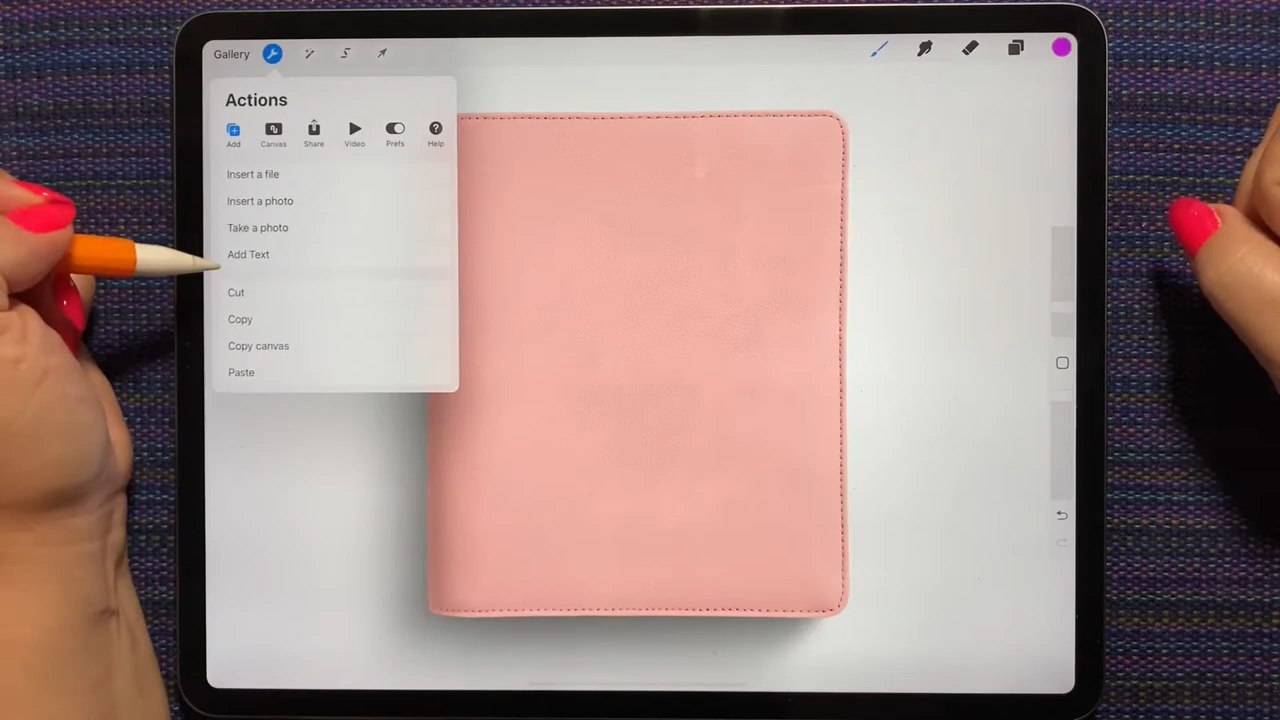 Gallery
Actions
Add Canvas Share Video Prefs Help
Insert a file
Insert a photo
Take a photo
Add Text
Cut
Copy
Copy canvas
Paste